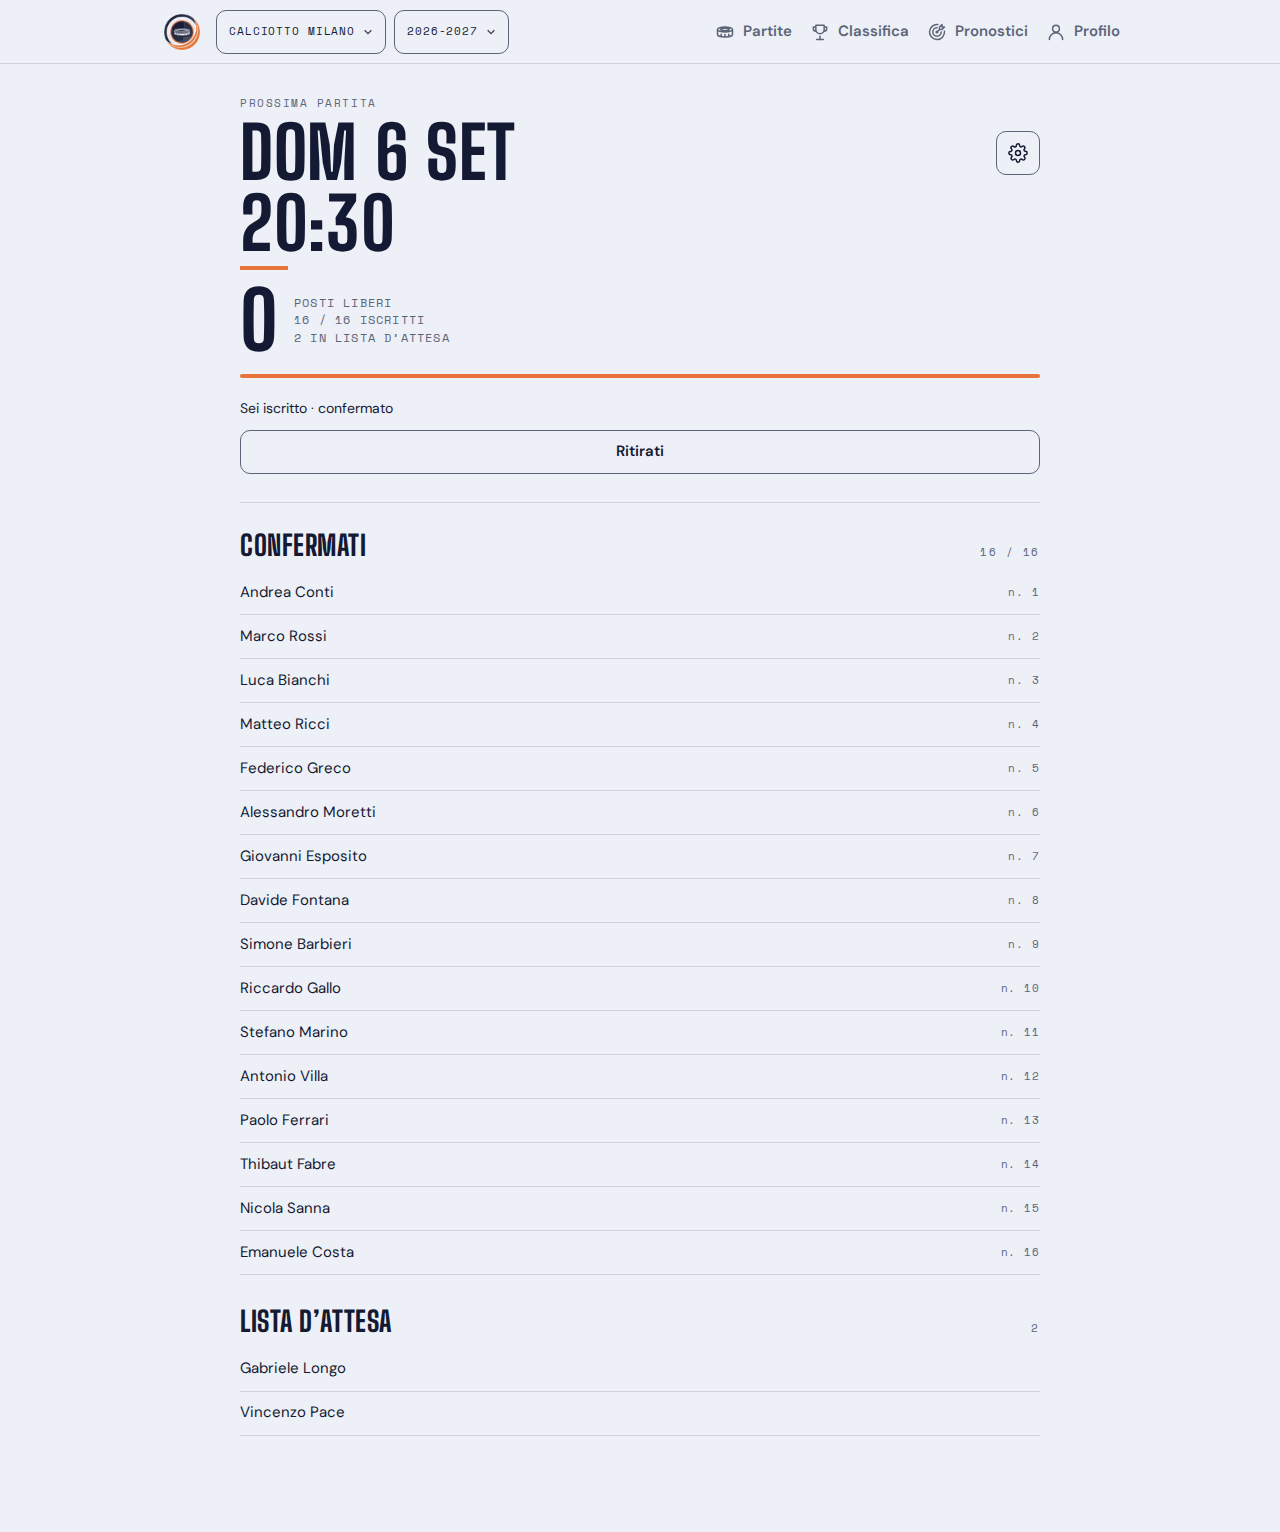 CALCIOTTO MILANO
2026-2027
Partite
Classifica
Pronostici
Profilo
PROSSIMA PARTITA
DOM 6 SET
20:30
0
POSTI LIBERI
16 / 16 ISCRITTI
2 IN LISTA D'ATTESA
Sei iscritto · confermato
Ritirati
CONFERMATI
16 / 16
Andrea Conti n. 1
Marco Rossi n. 2
Luca Bianchi n. 3
Matteo Ricci n. 4
Federico Greco n. 5
Alessandro Moretti n. 6
Giovanni Esposito n. 7
Davide Fontana n. 8
Simone Barbieri n. 9
Riccardo Gallo n. 10
Stefano Marino n. 11
Antonio Villa n. 12
Paolo Ferrari n. 13
Thibaut Fabre n. 14
Nicola Sanna n. 15
Emanuele Costa n. 16
LISTA D’ATTESA
2
Gabriele Longo
Vincenzo Pace